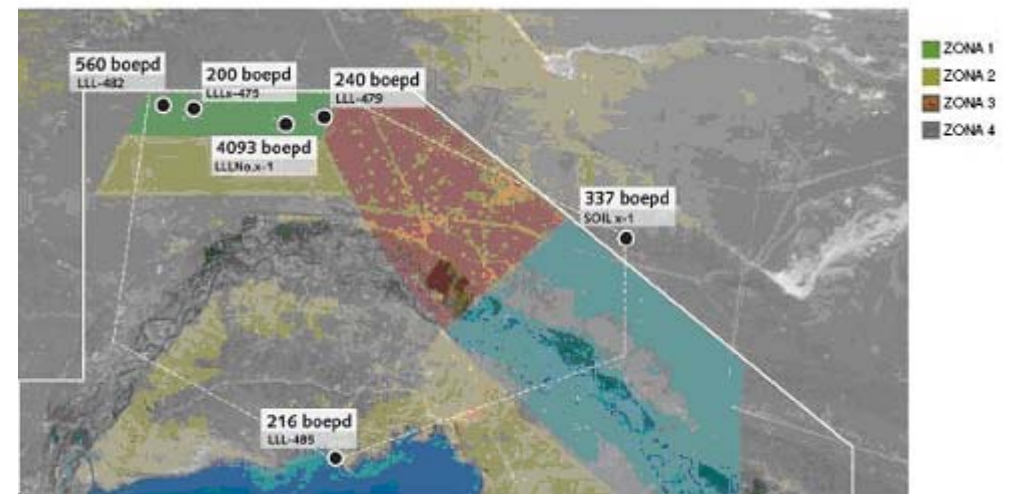 560 boepd
LLL-482
200 boepd
LLLx-475
240 boepd
LLL-479
4093 boepd
LLLNo.x-1
337 boepd
SOIL x-1
216 boepd
LLL-485
ZONA 1
ZONA 2
ZONA 3
ZONA 4